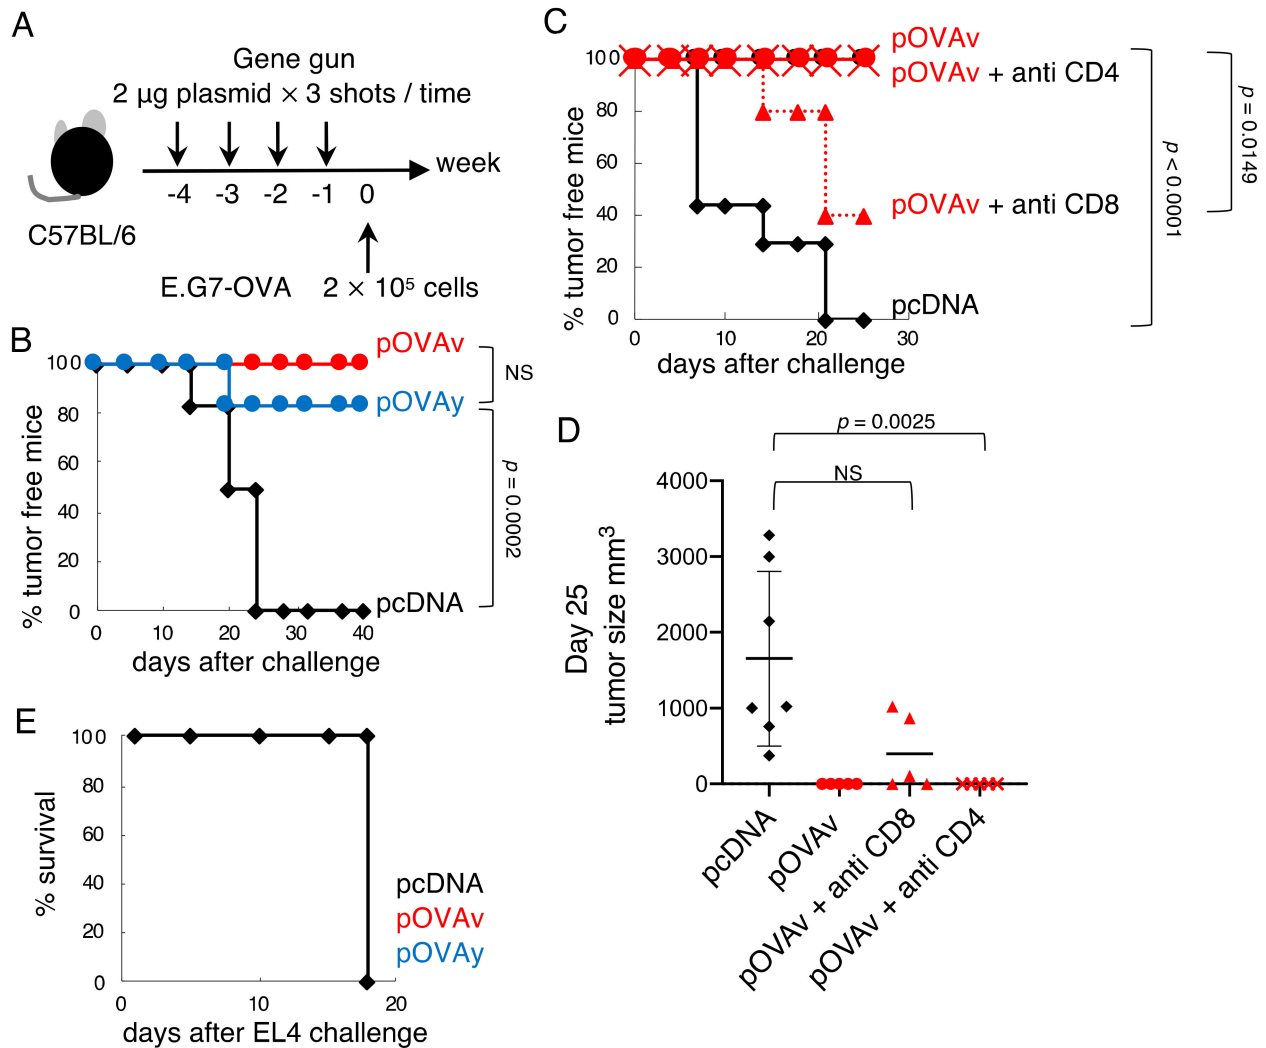 A
Gene gun
2 µg plasmid × 3 shots / time
week
-4 -3 -2 -1 0
C57BL/6
E.G7-OVA 2 × 10⁵ cells
B
% tumor free mice
100
80
60
40
20
0
0 10 20 30 40
days after challenge
pOVAv
pOVAy
pcDNA
NS
p = 0.0002
C
% tumor free mice
100
80
60
40
20
0
0 10 20 30
days after challenge
pOVAv
pOVAv + anti CD4
pOVAv + anti CD8
pcDNA
p < 0.0001
p = 0.0149
D
p = 0.0025
NS
Day 25
tumor size mm³
4000
3000
2000
1000
0
pcDNA
pOVAv
pOVAv + anti CD8
pOVAv + anti CD4
E
% survival
100
80
60
40
20
0
0 10 20
days after EL4 challenge
pcDNA
pOVAv
pOVAy